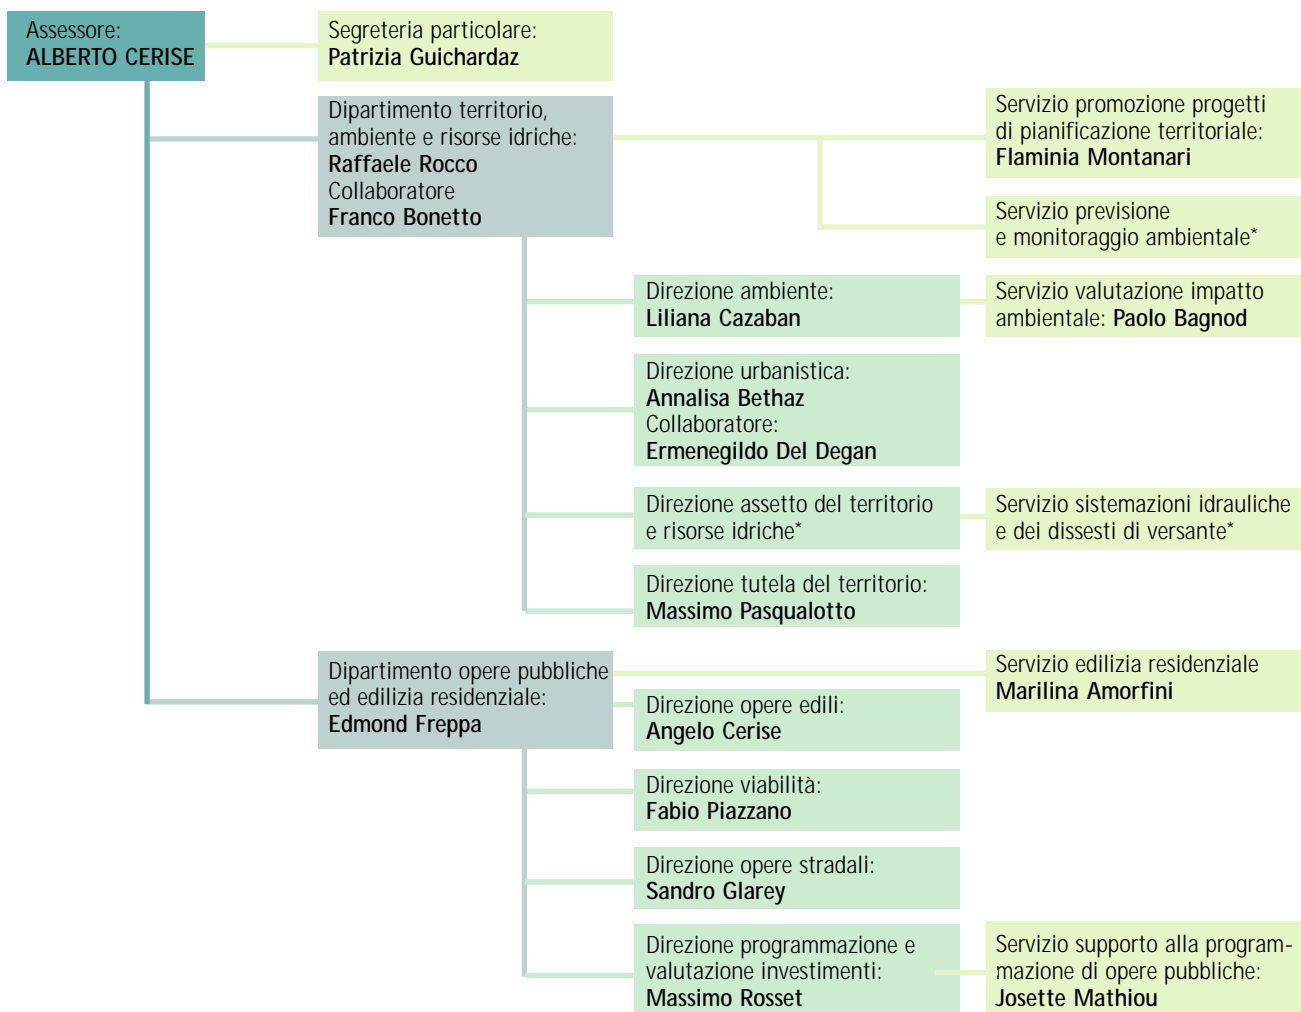 Assessore:
ALBERTO CERISE
Segreteria particolare:
Patrizia Guichardaz
Dipartimento territorio,
ambiente e risorse idriche:
Raffaele Rocco
Collaboratore
Franco Bonetto
Servizio promozione progetti
di pianificazione territoriale:
Flaminia Montanari
Servizio previsione
e monitoraggio ambientale*
Direzione ambiente:
Liliana Cazaban
Servizio valutazione impatto
ambientale: Paolo Bagnod
Direzione urbanistica:
Annalisa Bethaz
Collaboratore:
Ermenegildo Del Degan
Direzione assetto del territorio
e risorse idriche*
Servizio sistemazioni idrauliche
e dei dissesti di versante*
Direzione tutela del territorio:
Massimo Pasqualotto
Dipartimento opere pubbliche
ed edilizia residenziale:
Edmond Freppa
Servizio edilizia residenziale
Marilina Amorfini
Direzione opere edili:
Angelo Cerise
Direzione viabilità:
Fabio Piazzano
Direzione opere stradali:
Sandro Glarey
Direzione programmazione e
valutazione investimenti:
Massimo Rosset
Servizio supporto alla program-
mazione di opere pubbliche:
Josette Mathiou